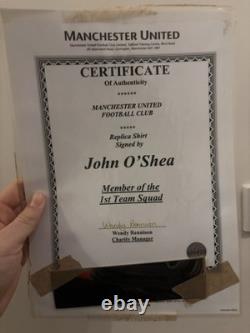 MANCHESTER UNITED
CERTIFICATE
Of Authenticity
MANCHESTER UNITED
FOOTBALL CLUB
Replica Shirt
Signed by
John O'Shea
Member of the
1st Team Squad
Wendy Bannison
Charity Manager